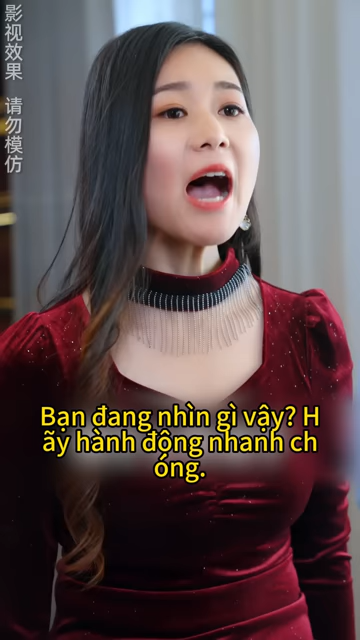 影视效果 请勿模仿
Bạn đang nhìn gì vậy? H
ãy hành động nhanh ch
óng.